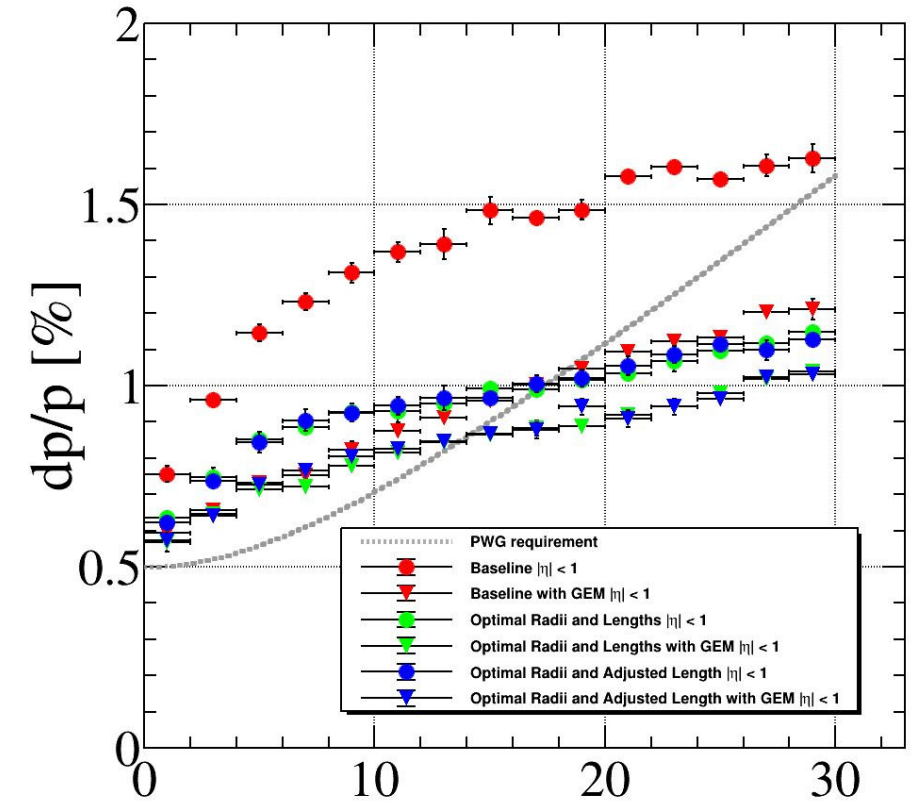 2
1.5
1
0.5
0
dp/p [%]
PWG requirement
Baseline |η| < 1
Baseline with GEM |η| < 1
Optimal Radii and Lengths |η| < 1
Optimal Radii and Lengths with GEM |η| < 1
Optimal Radii and Adjusted Length |η| < 1
Optimal Radii and Adjusted Length with GEM |η| < 1
0 10 20 30